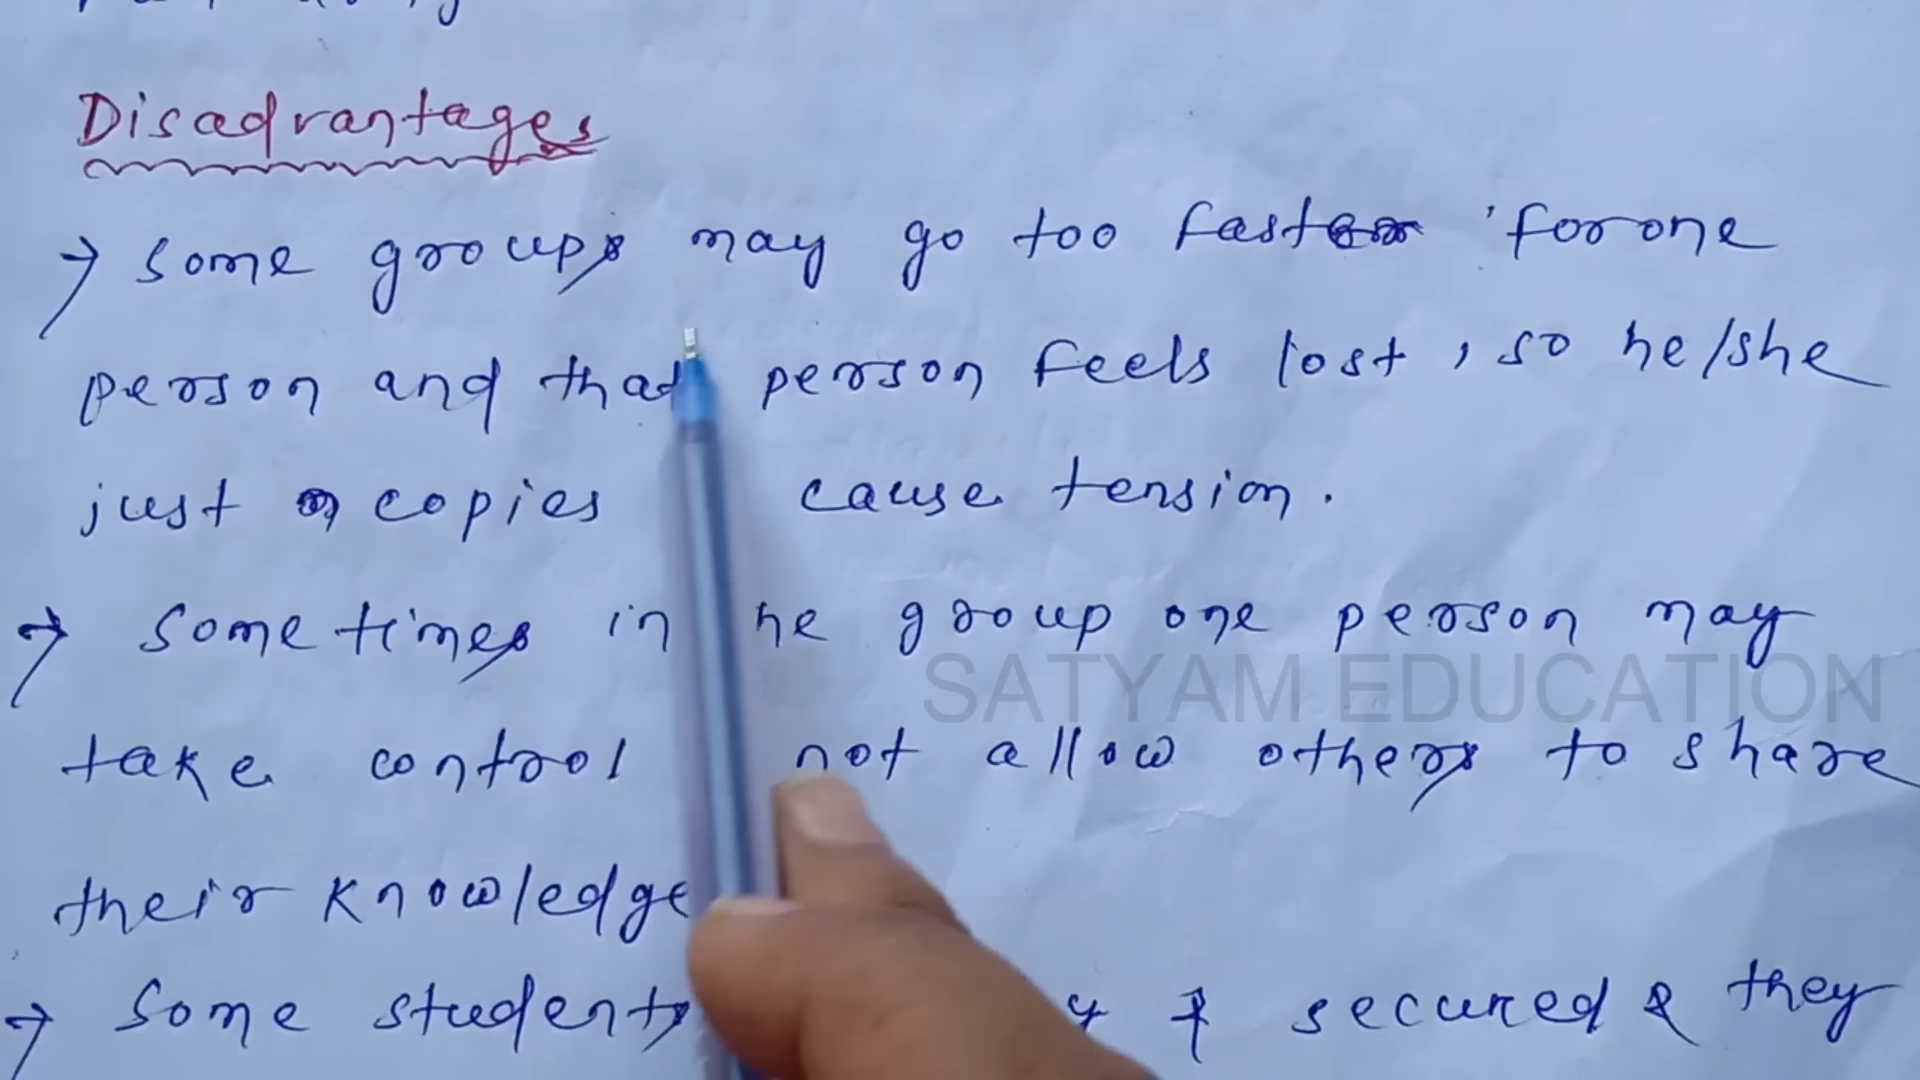 Disadvantages
→ some groups may go too fast for one
person and that person feels lost, so he/she
just copies cause tension.
→ sometimes in he group one person may
SATYAM EDUCATION
take control not allow others to share
their knowledge
→ Some students secured & they